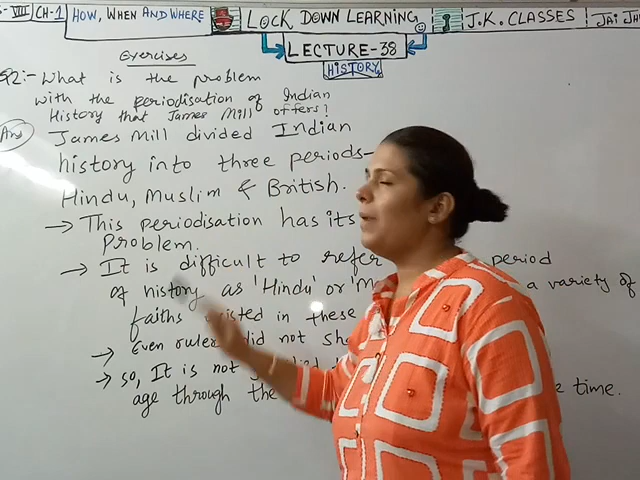 VIII CH-1 HOW, WHEN AND WHERE LOCK DOWN LEARNING J.K. CLASSES JAI
LECTURE-38
HISTORY
Exercises
Q2:- What is the problem
with the periodisation of Indian
History that James Mill offers?
Ans James Mill divided Indian
history into three periods-
Hindu, Muslim & British.
→ This periodisation has its
Problem.
→ It is difficult to refer period
of history as 'Hindu' or a variety of
faiths existed in these
→ Even ruler did not
→ so, It is not
age through the time.